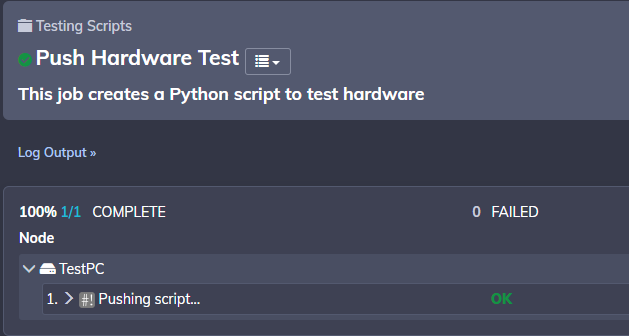 Testing Scripts
Push Hardware Test
This job creates a Python script to test hardware
Log Output »
100% 1/1 COMPLETE 0 FAILED
Node
TestPC
1. #! Pushing script... OK